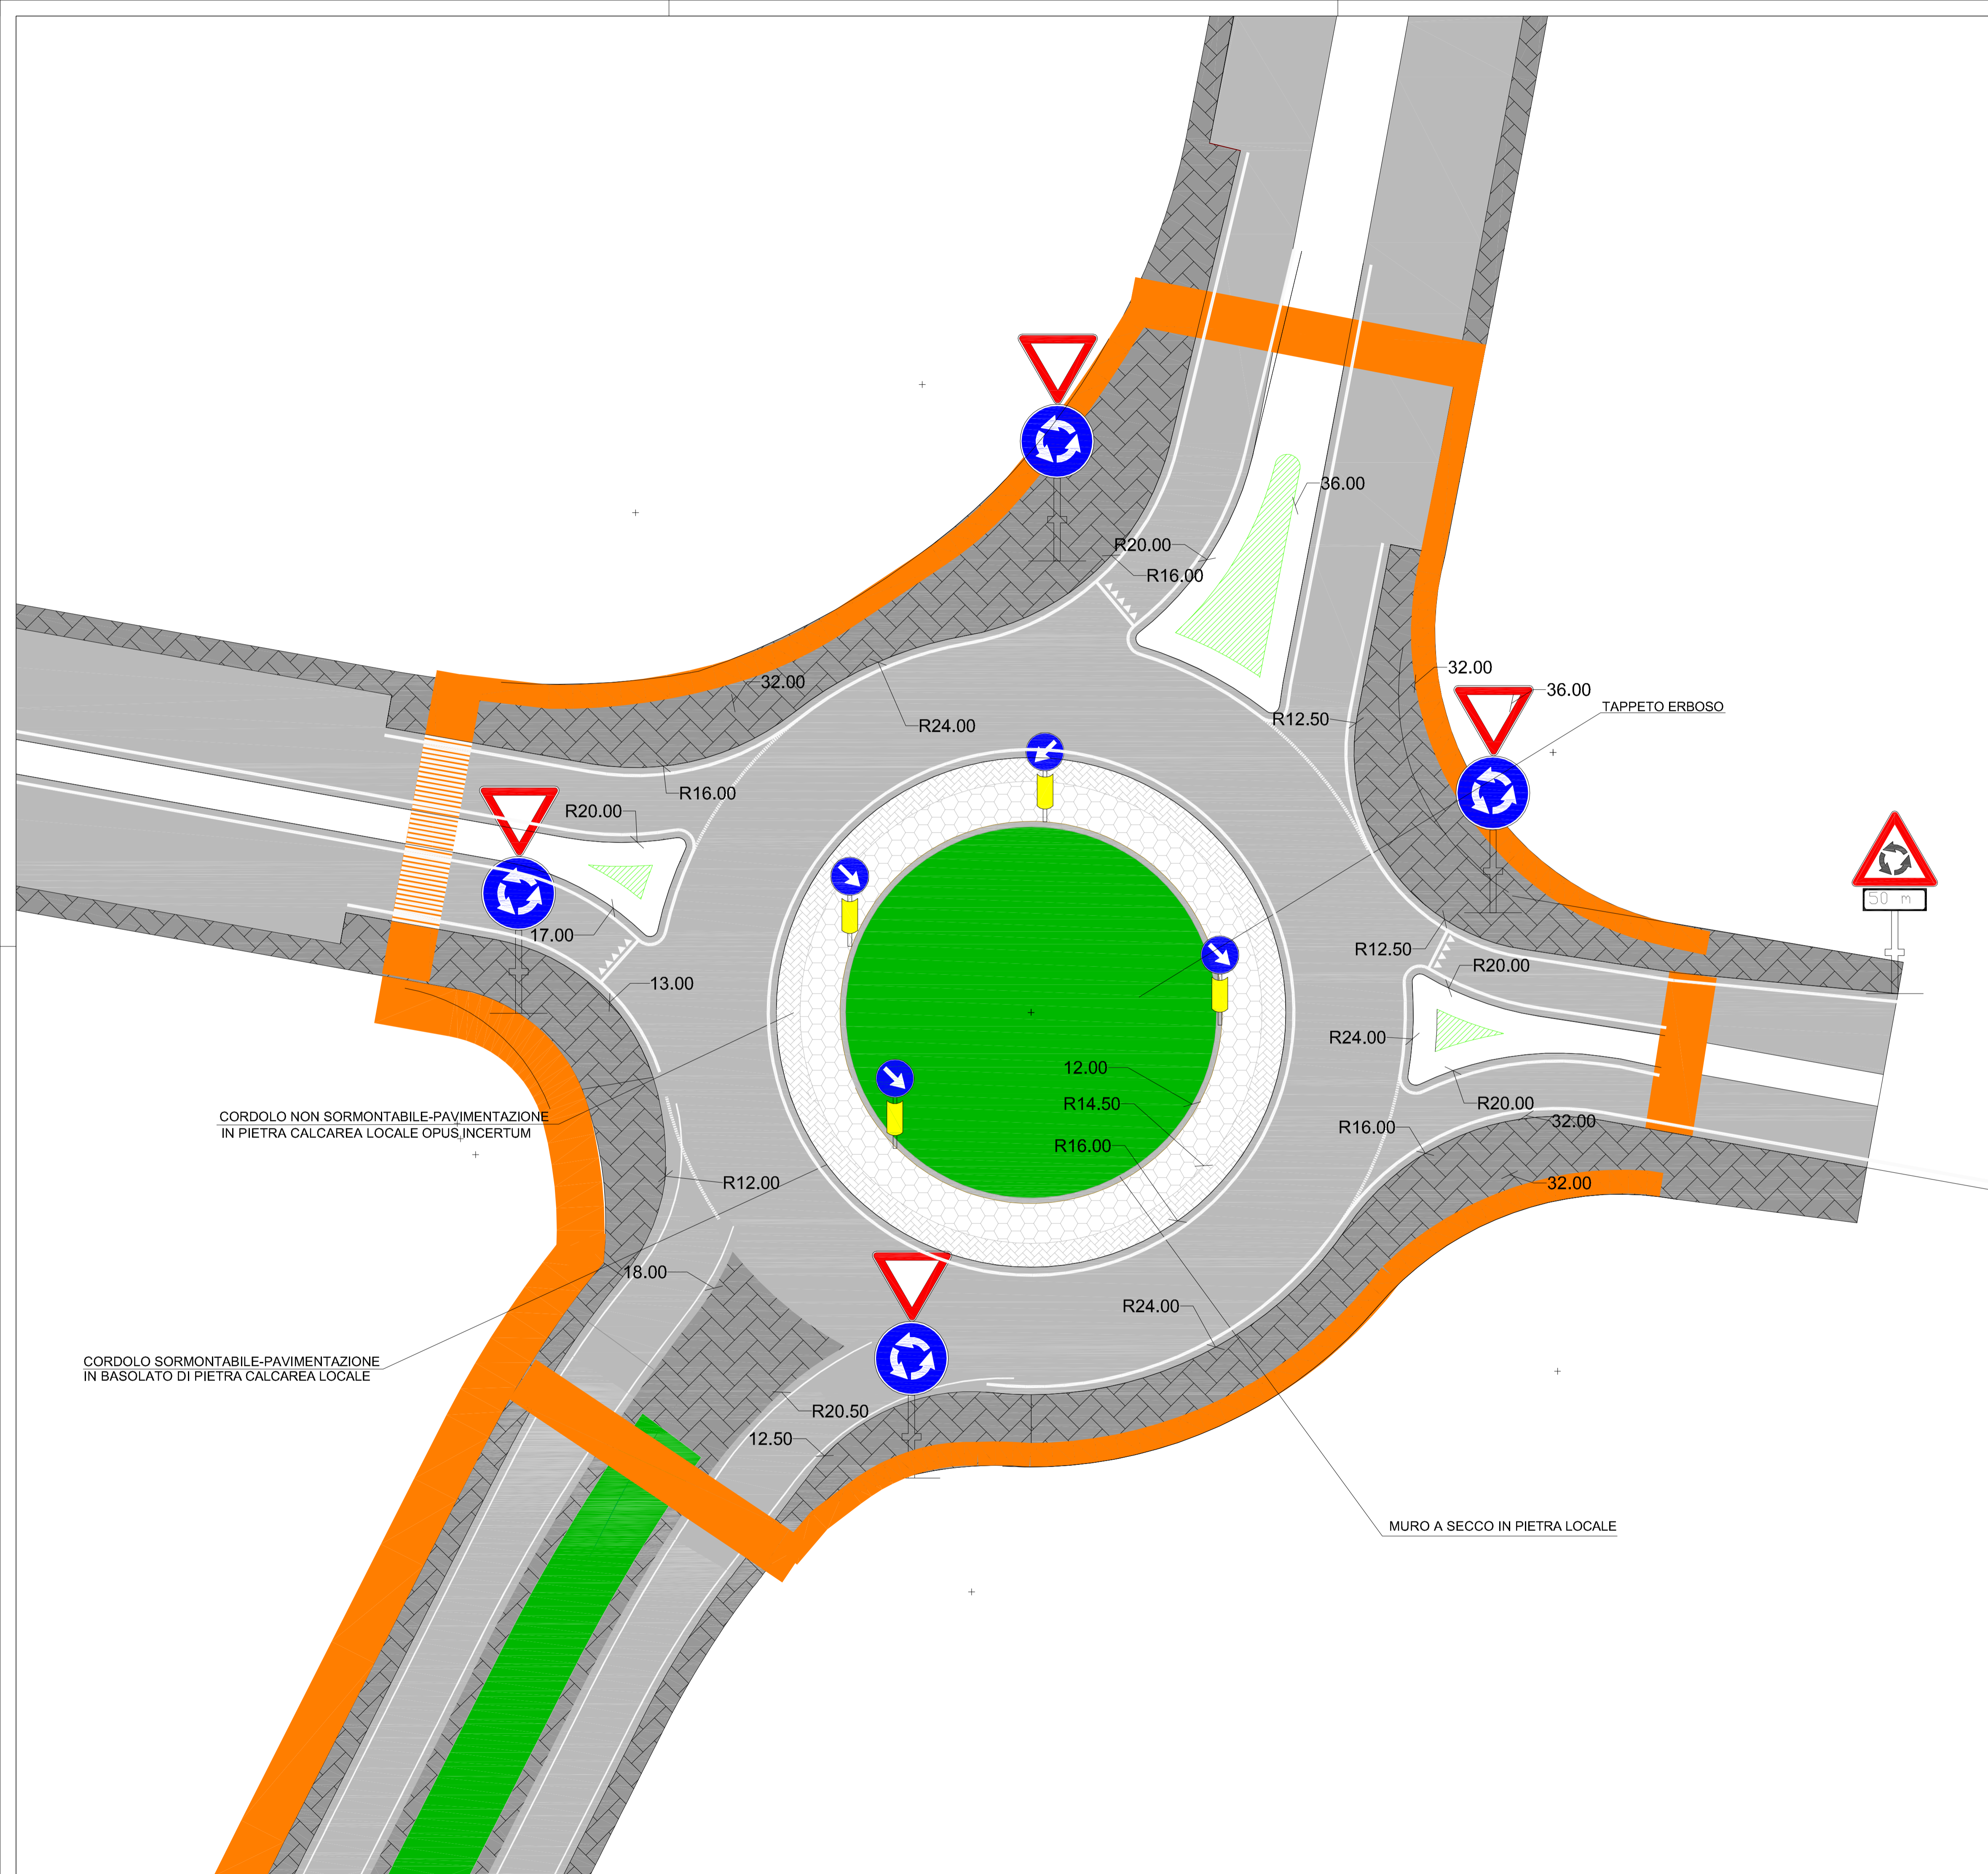 36.00
R20.00
R16.00
32.00
32.00
36.00
TAPPETO ERBOSO
R24.00
R12.50
R16.00
R20.00
50 m
17.00
R12.50
R20.00
13.00
R24.00
12.00
R14.50
R20.00
CORDOLO NON SORMONTABILE-PAVIMENTAZIONE
IN PIETRA CALCAREA LOCALE OPUS INCERTUM
32.00
R16.00
R16.00
R12.00
32.00
18.00
R24.00
CORDOLO SORMONTABILE-PAVIMENTAZIONE
IN BASOLATO DI PIETRA CALCAREA LOCALE
R20.50
12.50
MURO A SECCO IN PIETRA LOCALE